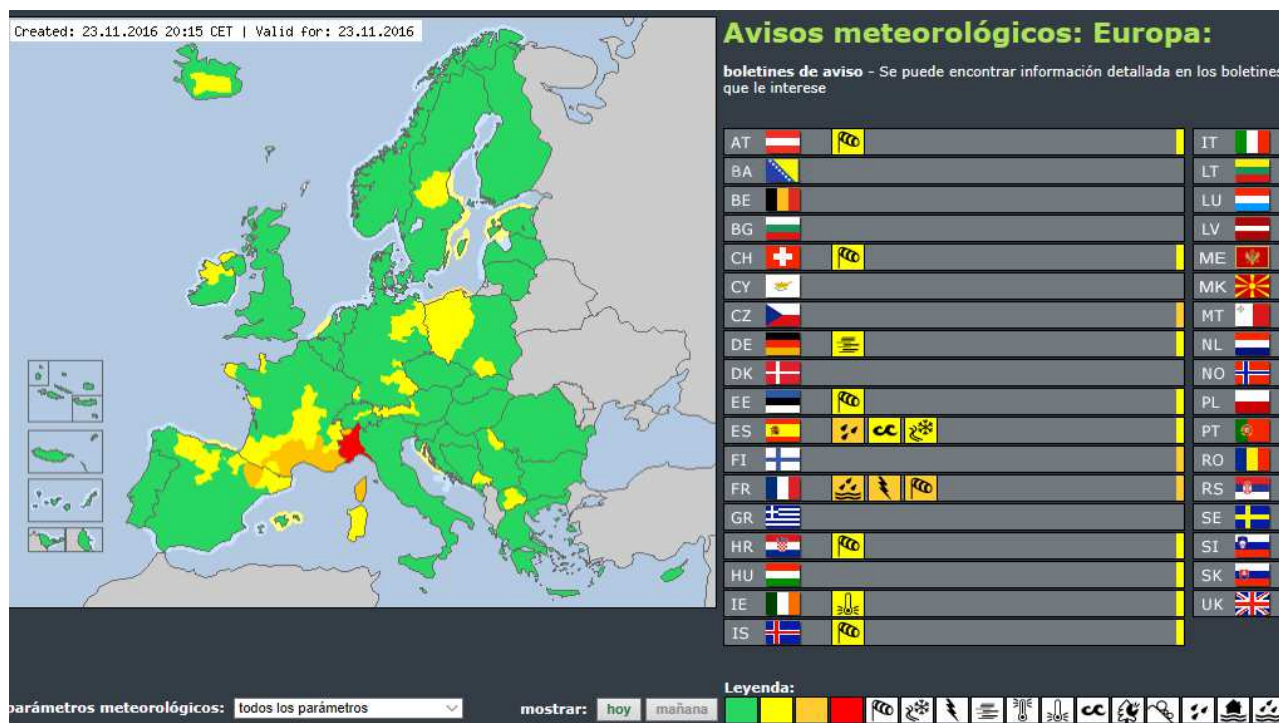 Created: 23.11.2016 20:15 CET | Valid for: 23.11.2016
Avisos meteorológicos: Europa:
boletines de aviso - Se puede encontrar información detallada en los boletines
que le interese
AT IT
BA LT
BE LU
BG LV
CH ME
CY MK
CZ MT
DE NL
DK NO
EE PL
ES PT
FI RO
FR RS
GR SE
HR SI
HU SK
IE UK
IS
Leyenda:
parámetros meteorológicos: todos los parámetros mostrar: hoy mañana